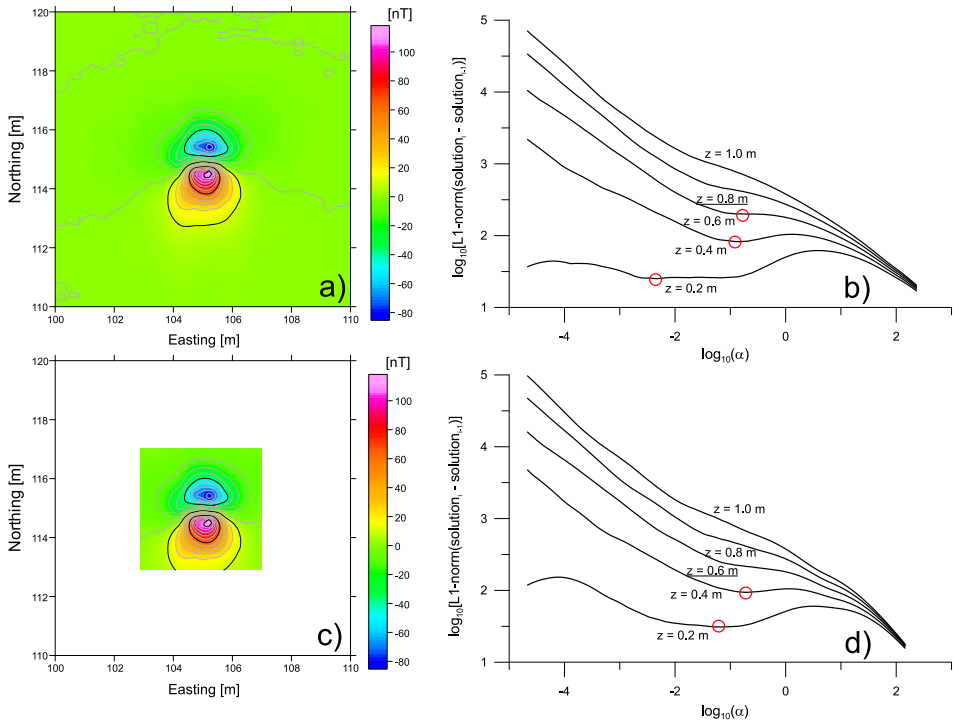 [nT]
120
118
116
114
112
110
100
102
104
106
108
110
Northing [m]
Easting [m]
a)
100
80
60
40
20
0
-20
-40
-60
-80
5
4
3
2
1
-4
-2
0
2
log10[L1-norm(solutioni - solutioni-1)]
log10(α)
z = 1.0 m
z = 0.8 m
z = 0.6 m
z = 0.4 m
z = 0.2 m
b)
[nT]
120
118
116
114
112
110
100
102
104
106
108
110
Northing [m]
Easting [m]
c)
100
80
60
40
20
0
-20
-40
-60
-80
5
4
3
2
1
-4
-2
0
2
log10[L1-norm(solutioni - solutioni-1)]
log10(α)
z = 1.0 m
z = 0.8 m
z = 0.6 m
z = 0.4 m
z = 0.2 m
d)